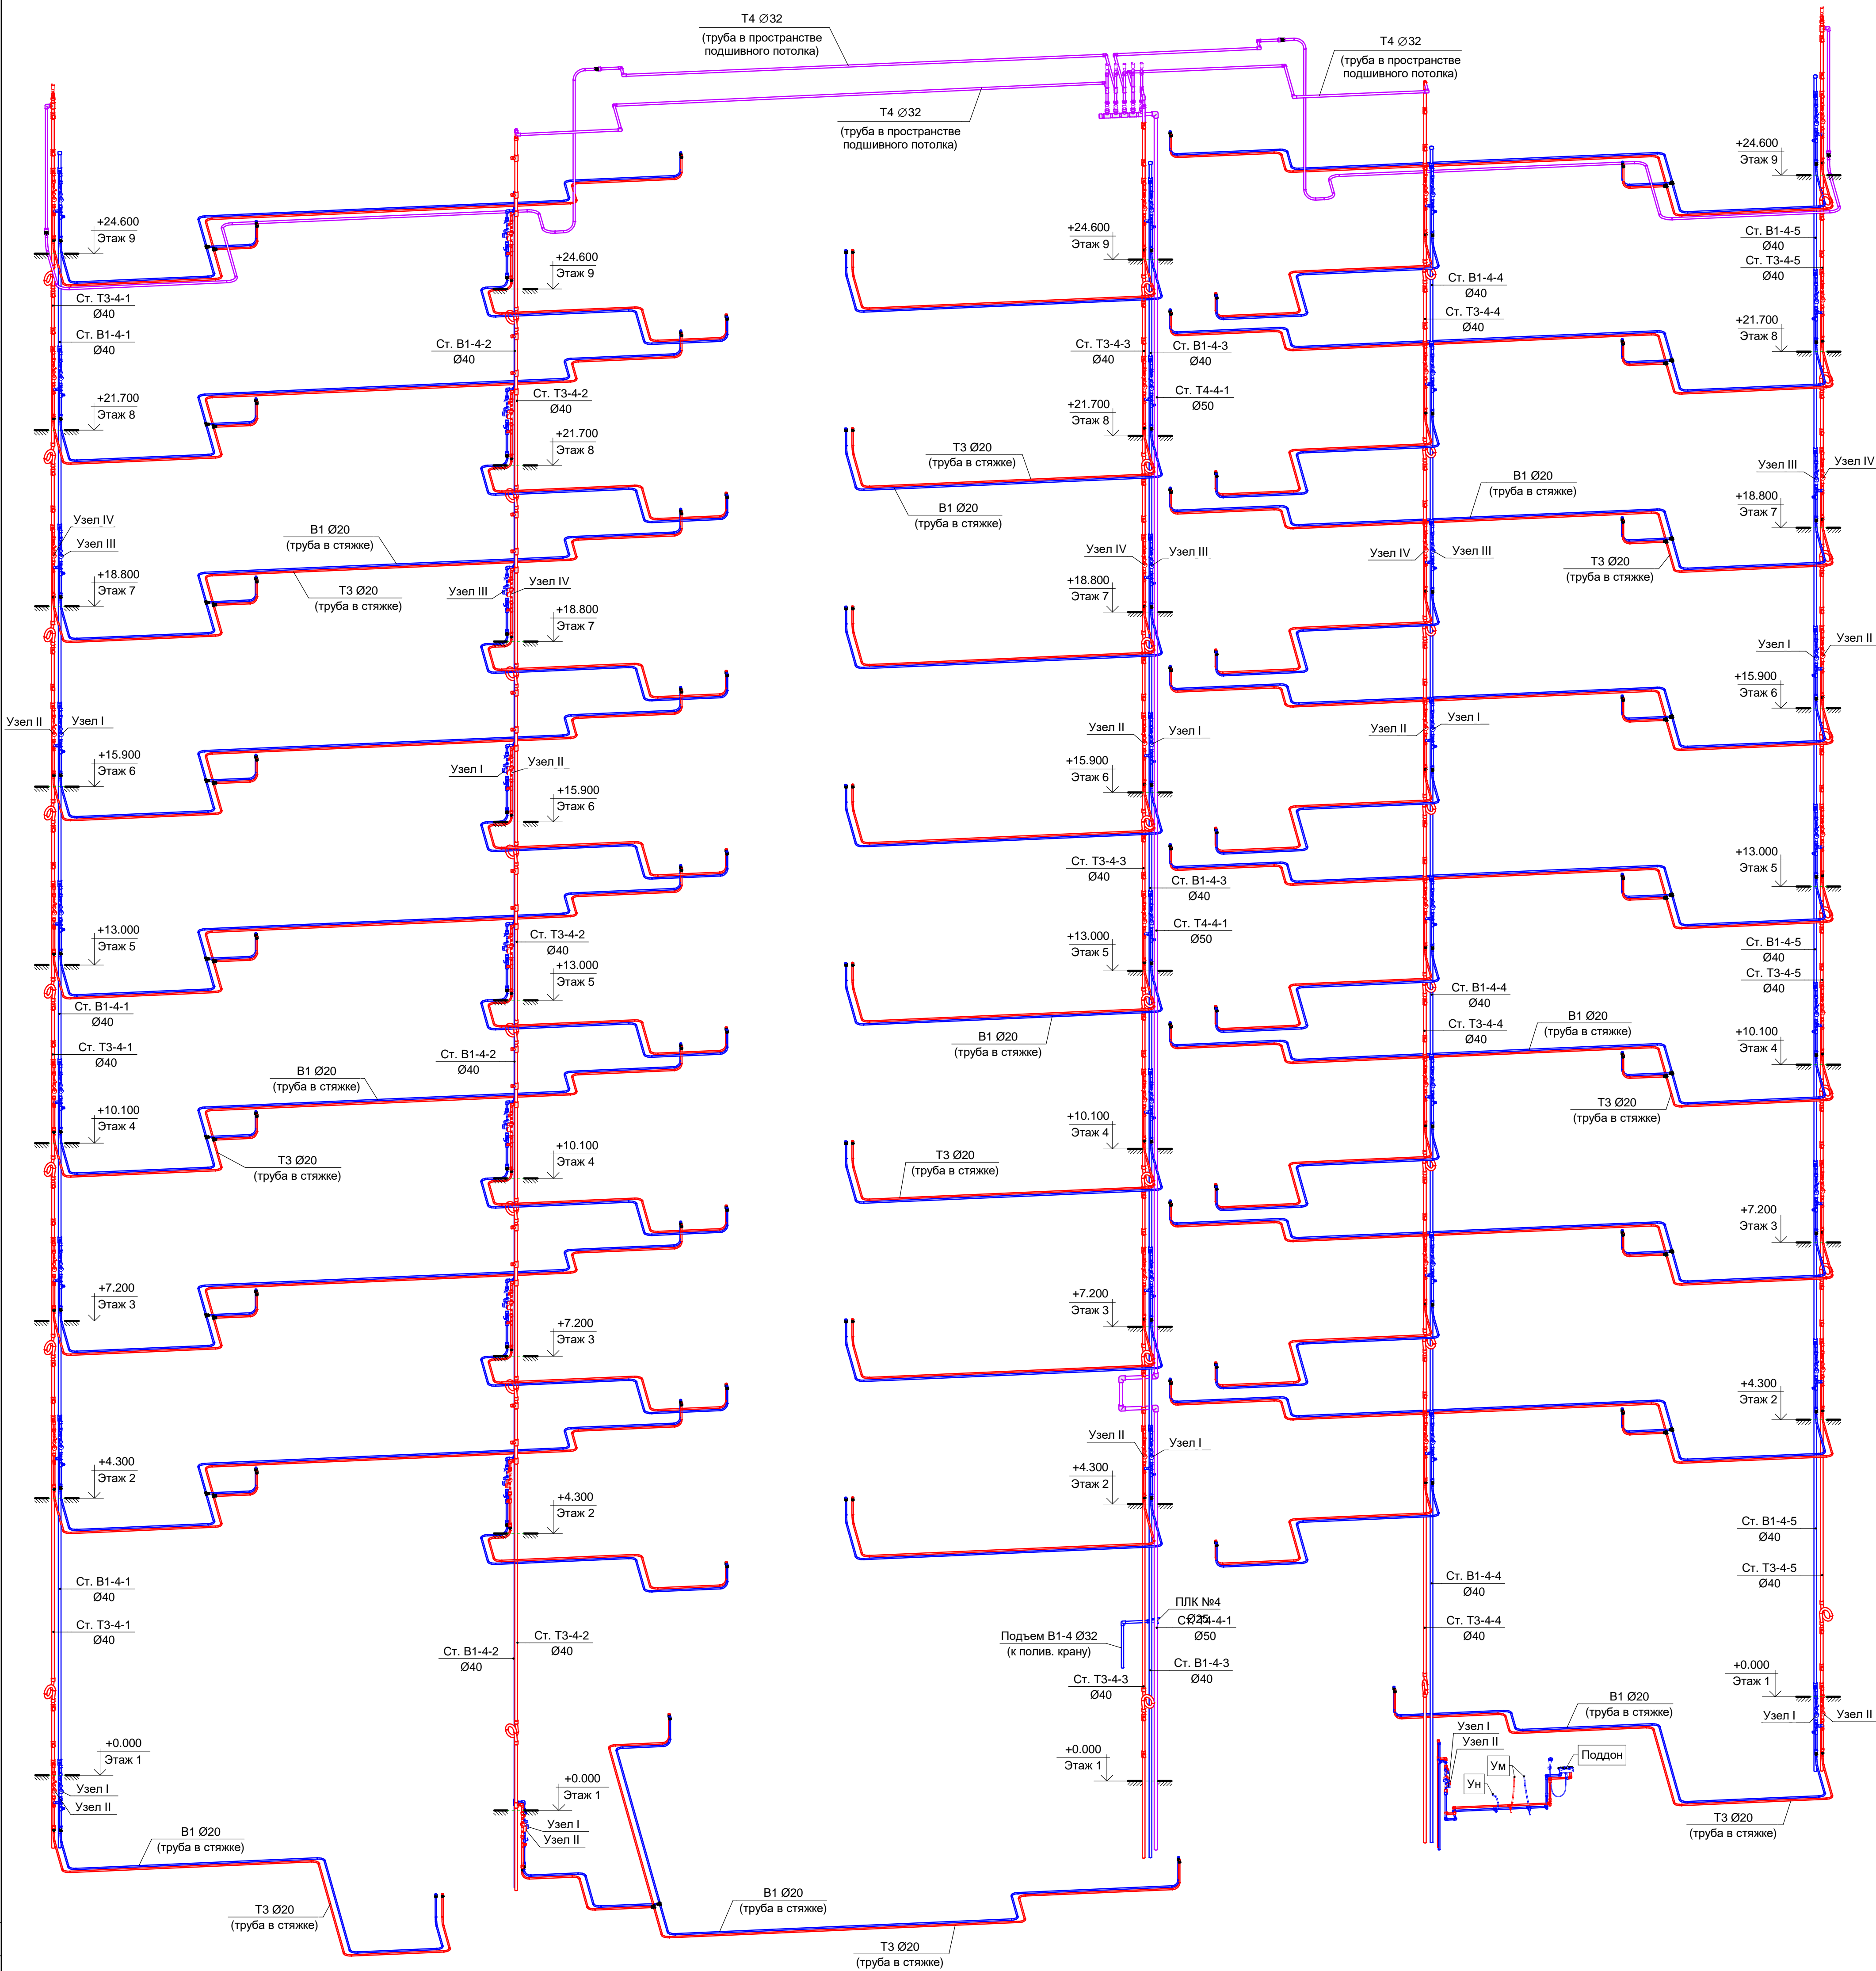 Т4 ∅32
(труба в пространстве
подшивного потолка)
Т4 ∅32
(труба в пространстве
подшивного потолка)
Т4 ∅32
(труба в пространстве
подшивного потолка)
+24.600
Этаж 9
Ст. Т3-4-1
Ø40
Ст. В1-4-1
Ø40
+21.700
Этаж 8
Узел IV
Узел III
+18.800
Этаж 7
В1 Ø20
(труба в стяжке)
Т3 Ø20
(труба в стяжке)
Узел II
Узел I
+15.900
Этаж 6
+13.000
Этаж 5
Ст. В1-4-1
Ø40
Ст. Т3-4-1
Ø40
В1 Ø20
(труба в стяжке)
+10.100
Этаж 4
Т3 Ø20
(труба в стяжке)
+7.200
Этаж 3
+4.300
Этаж 2
Ст. В1-4-1
Ø40
Ст. Т3-4-1
Ø40
+0.000
Этаж 1
Узел I
Узел II
В1 Ø20
(труба в стяжке)
Т3 Ø20
(труба в стяжке)
+24.600
Этаж 9
Ст. В1-4-2
Ø40
Ст. Т3-4-2
Ø40
+21.700
Этаж 8
Узел III
Узел IV
+18.800
Этаж 7
Узел I
Узел II
+15.900
Этаж 6
Ст. Т3-4-2
Ø40
+13.000
Этаж 5
Ст. В1-4-2
Ø40
+10.100
Этаж 4
+7.200
Этаж 3
+4.300
Этаж 2
Ст. Т3-4-2
Ø40
Ст. В1-4-2
Ø40
+0.000
Этаж 1
Узел I
Узел II
В1 Ø20
(труба в стяжке)
Т3 Ø20
(труба в стяжке)
+24.600
Этаж 9
Ст. Т3-4-3
Ø40
Ст. В1-4-3
Ø40
Ст. Т4-4-1
Ø50
+21.700
Этаж 8
Т3 Ø20
(труба в стяжке)
В1 Ø20
(труба в стяжке)
Узел IV
Узел III
+18.800
Этаж 7
Узел II
Узел I
+15.900
Этаж 6
Ст. Т3-4-3
Ø40
Ст. В1-4-3
Ø40
Ст. Т4-4-1
Ø50
+13.000
Этаж 5
В1 Ø20
(труба в стяжке)
+10.100
Этаж 4
Т3 Ø20
(труба в стяжке)
+7.200
Этаж 3
Узел II
Узел I
+4.300
Этаж 2
ПЛК №4
Ø25
Ст. Т4-4-1
Ø50
Подъем В1-4 Ø32
(к полив. крану)
Ст. В1-4-3
Ø40
Ст. Т3-4-3
Ø40
+0.000
Этаж 1
Ст. В1-4-4
Ø40
Ст. Т3-4-4
Ø40
Узел IV
Узел III
Узел II
Узел I
Ст. В1-4-4
Ø40
Ст. Т3-4-4
Ø40
Ст. В1-4-4
Ø40
Ст. Т3-4-4
Ø40
Узел I
Узел II
Ум
Ун
Поддон
+24.600
Этаж 9
Ст. В1-4-5
Ø40
Ст. Т3-4-5
Ø40
+21.700
Этаж 8
Узел III
Узел IV
В1 Ø20
(труба в стяжке)
+18.800
Этаж 7
Т3 Ø20
(труба в стяжке)
Узел I
Узел II
+15.900
Этаж 6
+13.000
Этаж 5
Ст. В1-4-5
Ø40
Ст. Т3-4-5
Ø40
В1 Ø20
(труба в стяжке)
+10.100
Этаж 4
Т3 Ø20
(труба в стяжке)
+7.200
Этаж 3
+4.300
Этаж 2
Ст. В1-4-5
Ø40
Ст. Т3-4-5
Ø40
+0.000
Этаж 1
В1 Ø20
(труба в стяжке)
Узел I
Узел II
Т3 Ø20
(труба в стяжке)